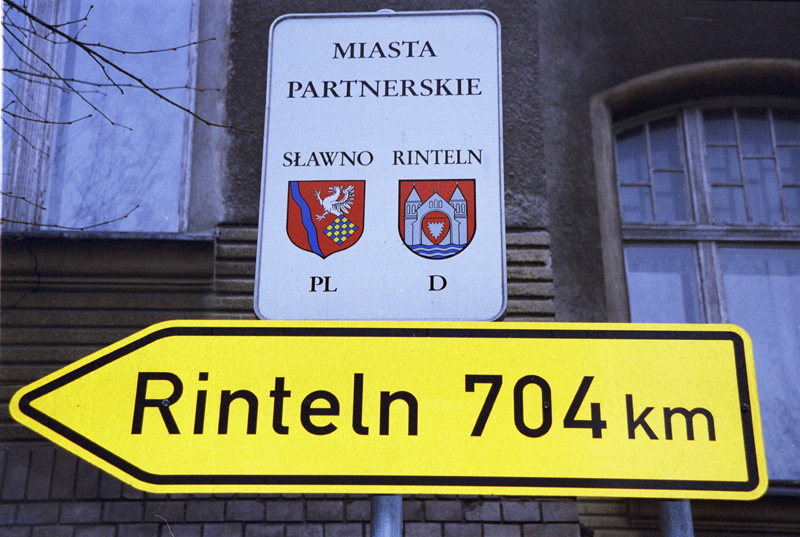 MIASTA
PARTNERSKIE
SŁAWNO RINTELN
PL D
Rinteln 704 km